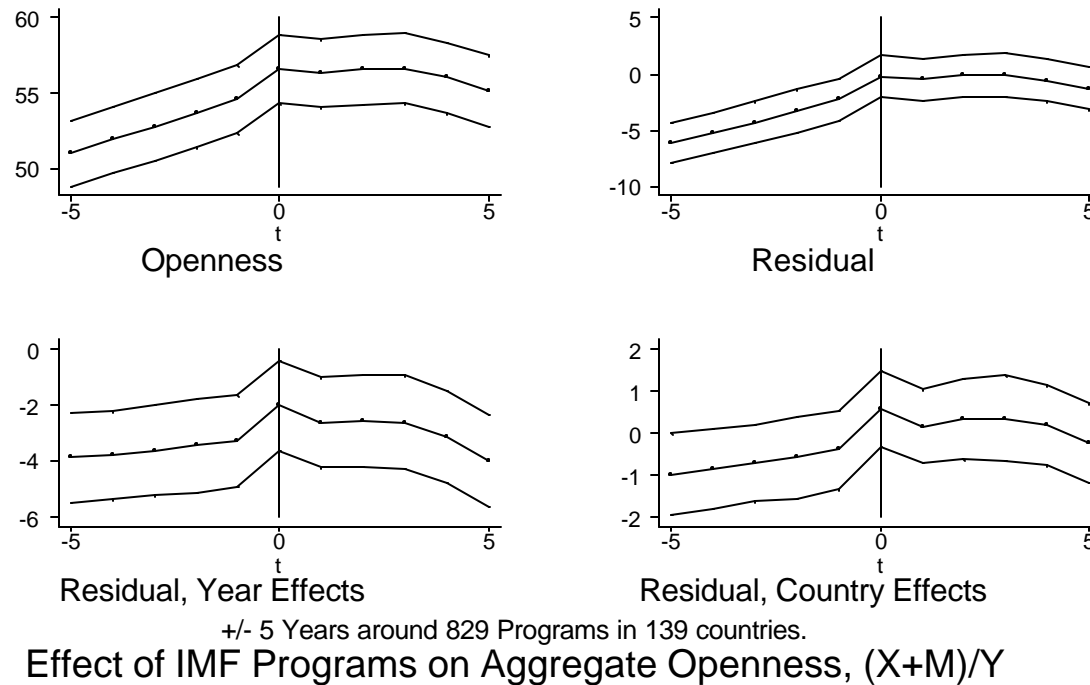 60
55
50
-5
0
5
t
Openness
5
0
-5
-10
-5
0
5
t
Residual
0
-2
-4
-6
-5
0
5
t
Residual, Year Effects
2
1
0
-1
-2
-5
0
5
t
Residual, Country Effects
+/- 5 Years around 829 Programs in 139 countries.
Effect of IMF Programs on Aggregate Openness, (X+M)/Y